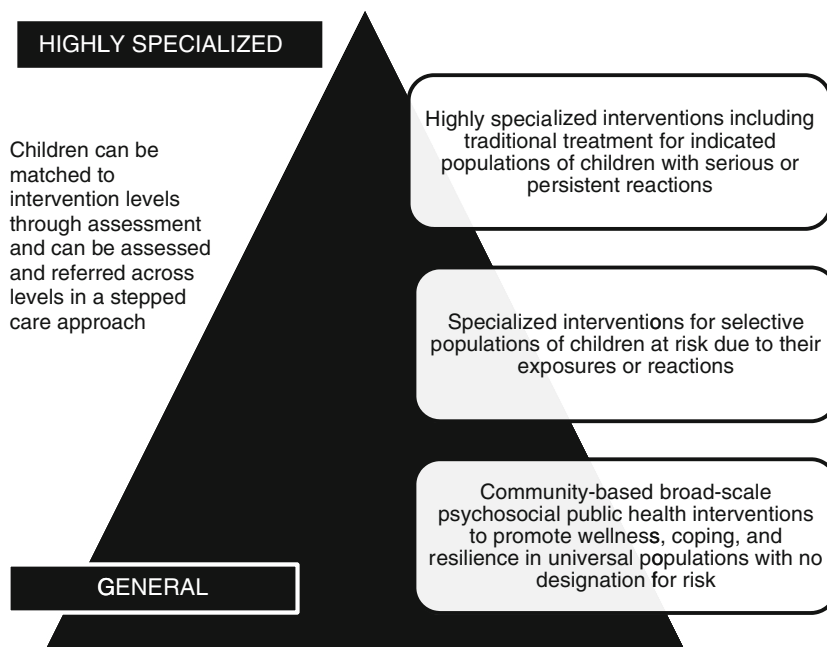 HIGHLY SPECIALIZED
Children can be
matched to
intervention levels
through assessment
and can be assessed
and referred across
levels in a stepped
care approach
Highly specialized interventions including
traditional treatment for indicated
populations of children with serious or
persistent reactions
Specialized interventions for selective
populations of children at risk due to their
exposures or reactions
Community-based broad-scale
psychosocial public health interventions
to promote wellness, coping, and
resilience in universal populations with no
designation for risk
GENERAL